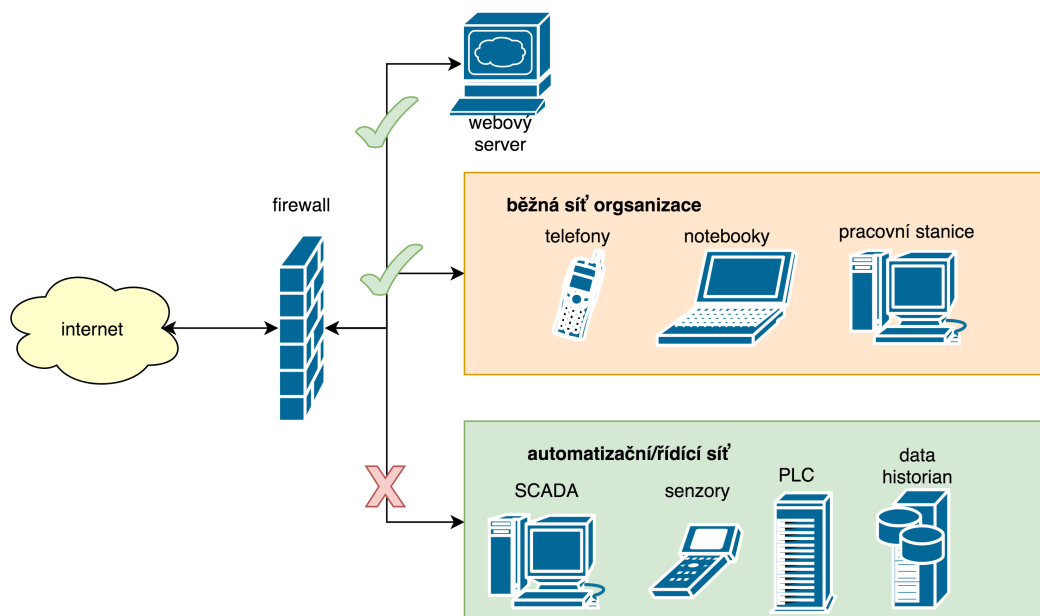 webový
server
firewall
běžná síť orgsanizace
telefony
notebooky
pracovní stanice
internet
automatizační/řídící síť
SCADA
senzory
PLC
data
historian